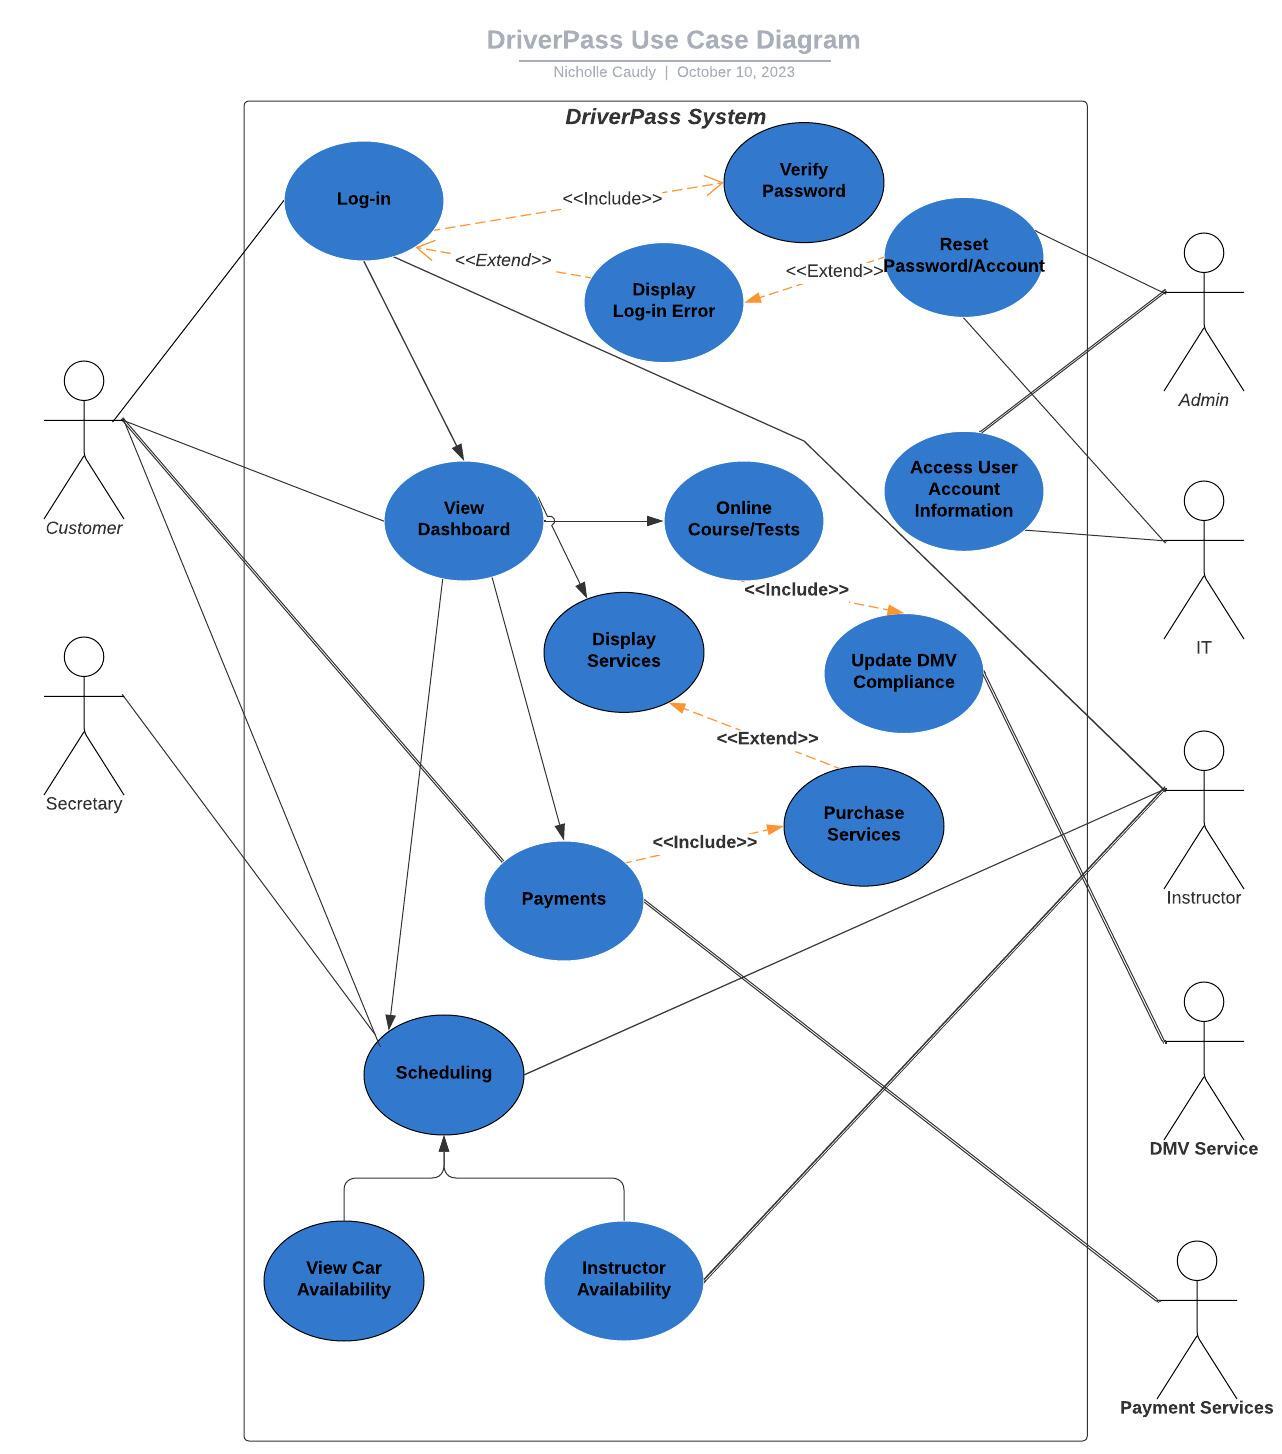 DriverPass Use Case Diagram
Nicholle Caudy | October 10, 2023
DriverPass System
Verify
Password
Log-in
<<Include>>
Reset
Password/Account
<<Extend>>
<<Extend>>
Display
Log-in Error
Admin
Access User
Account
Information
View
Dashboard
Online
Course/Tests
Customer
<<Include>>
Display
Services
IT
Update DMV
Compliance
<<Extend>>
Secretary
Purchase
Services
<<Include>>
Payments
Instructor
Scheduling
DMV Service
View Car
Availability
Instructor
Availability
Payment Services